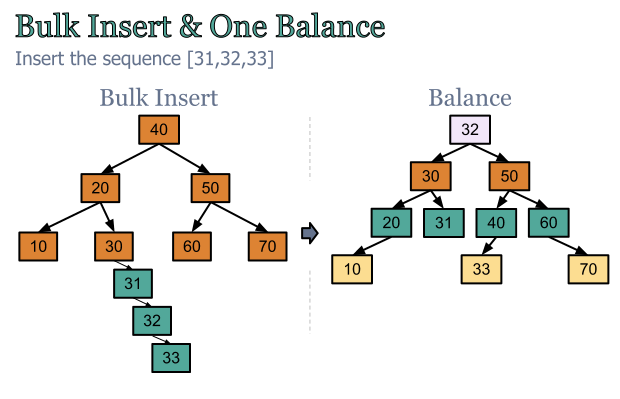 Bulk Insert & One Balance
Insert the sequence [31,32,33]
Bulk Insert
40
20 50
10 30 60 70
31
32
33
Balance
32
30 50
20 31 40 60
10 33 70